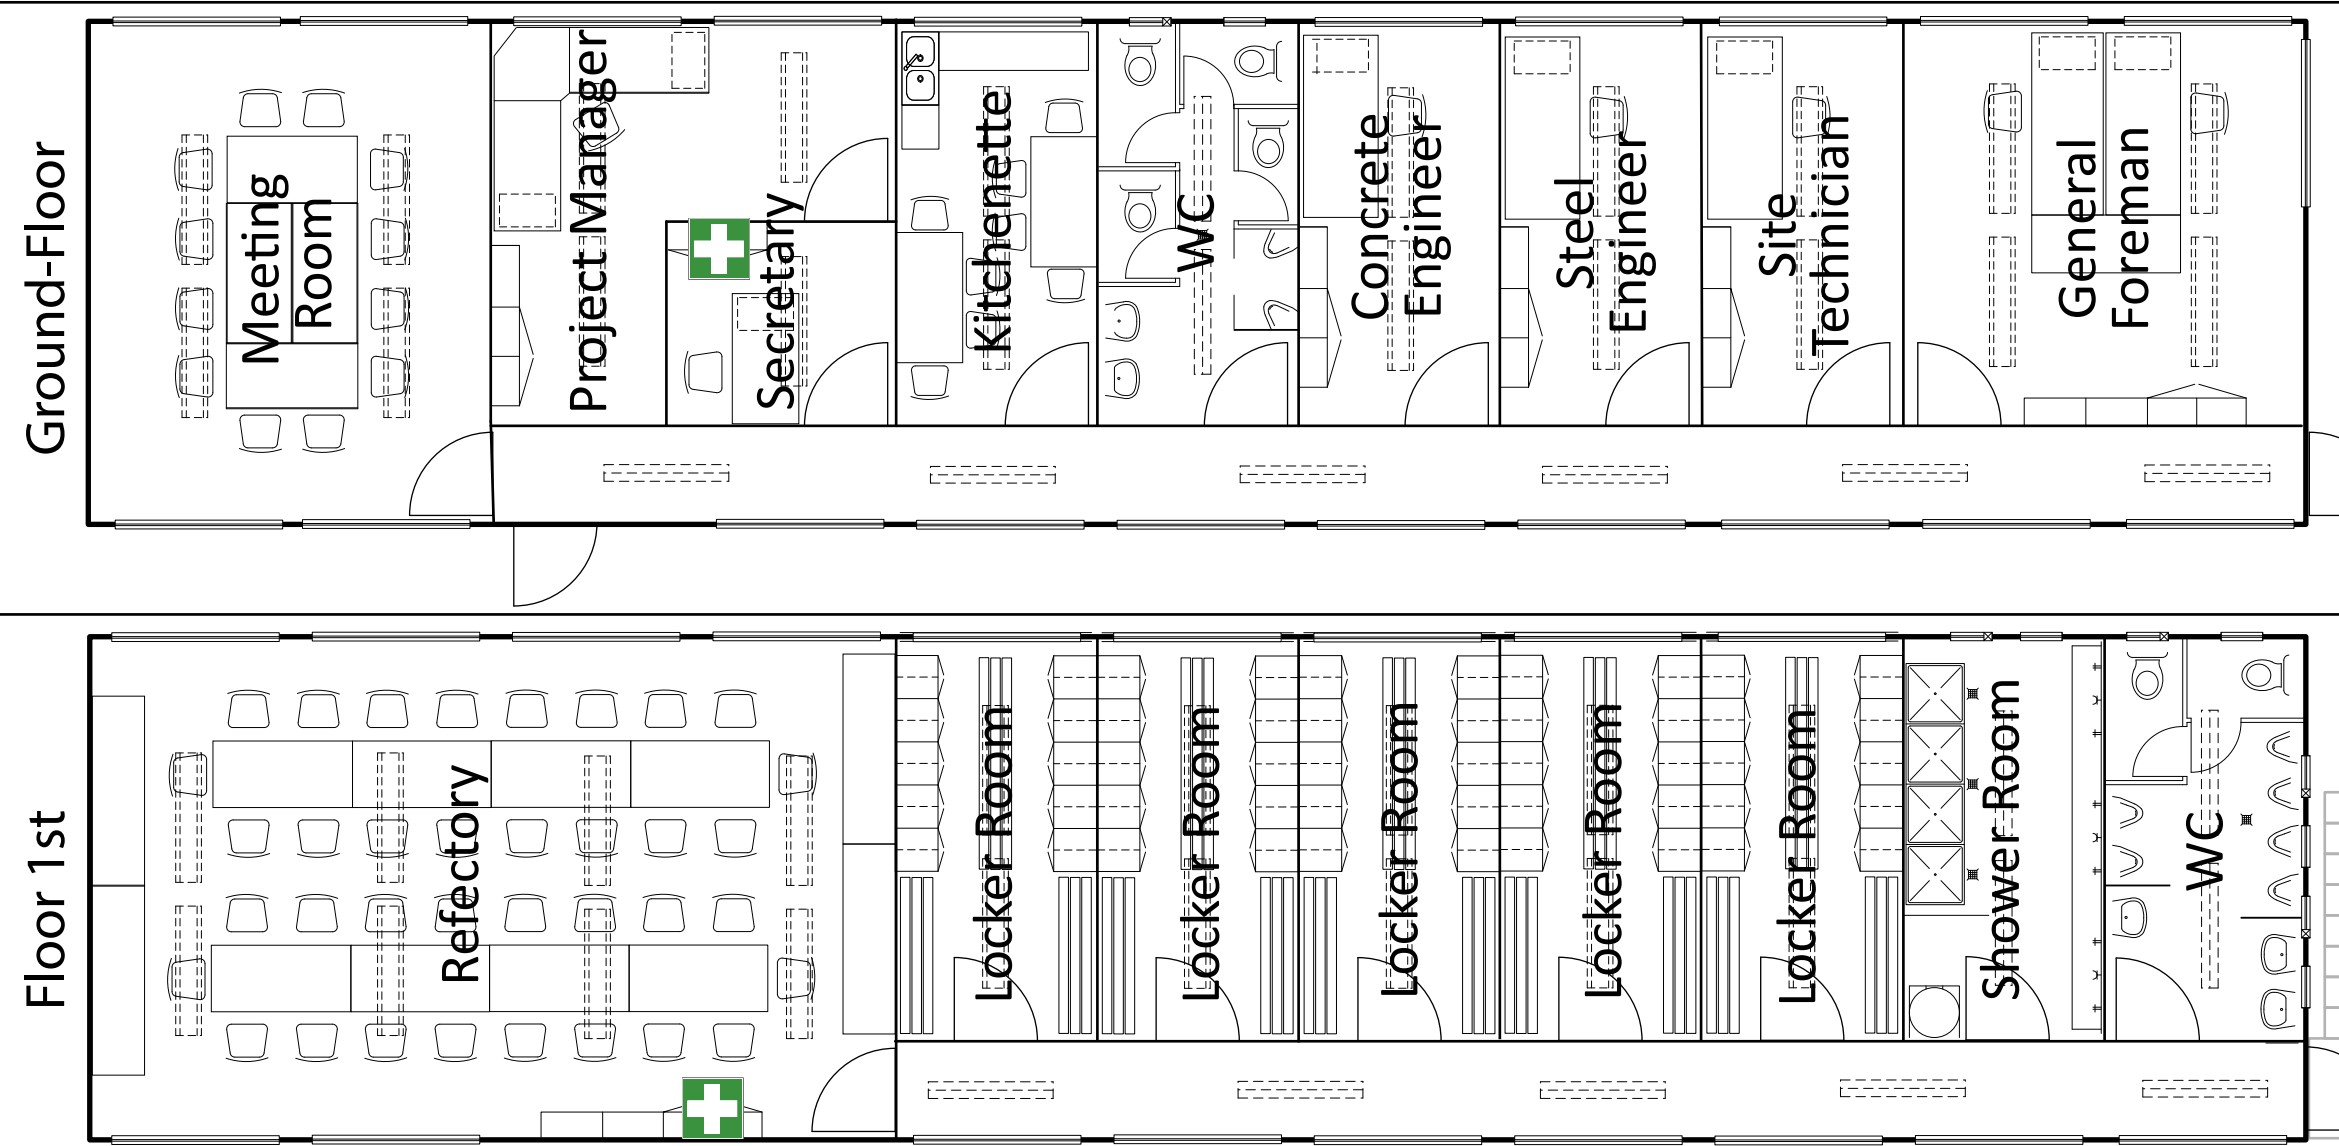 Ground-Floor
Meeting
Room
Project Manager
Secretary
Kitchenette
WC
Concrete
Engineer
Steel
Engineer
Site
Technician
General
Foreman
Floor 1st
Refectory
Locker Room
Locker Room
Locker Room
Locker Room
Locker Room
Shower Room
WC